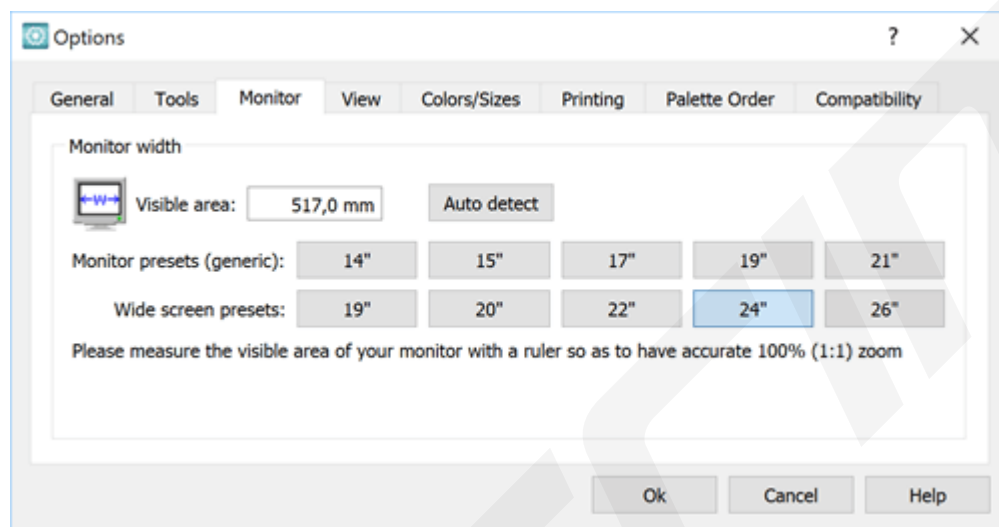 Options ?
General Tools Monitor View Colors/Sizes Printing Palette Order Compatibility
Monitor width
W Visible area: 517,0 mm Auto detect
Monitor presets (generic): 14" 15" 17" 19" 21"
Wide screen presets: 19" 20" 22" 24" 26"
Please measure the visible area of your monitor with a ruler so as to have accurate 100% (1:1) zoom
Ok Cancel Help